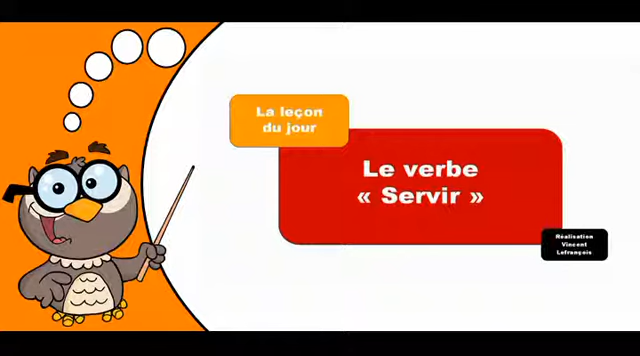 La leçon
du jour
Le verbe
« Servir »
Réalisation
Vincent
Lefrançois